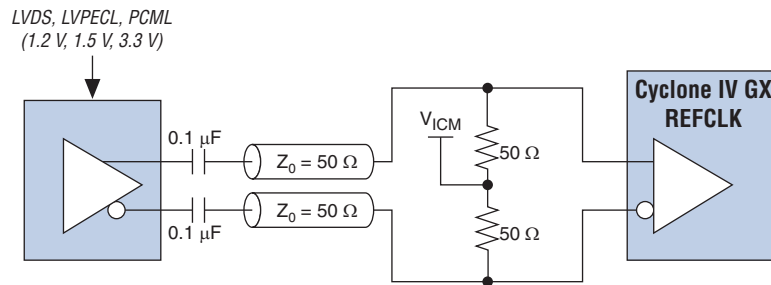 LVDS, LVPECL, PCML
(1.2 V, 1.5 V, 3.3 V)
Cyclone IV GX
REFCLK
V_ICM
0.1 µF
Z₀ = 50 Ω
50 Ω
Z₀ = 50 Ω
0.1 µF
50 Ω